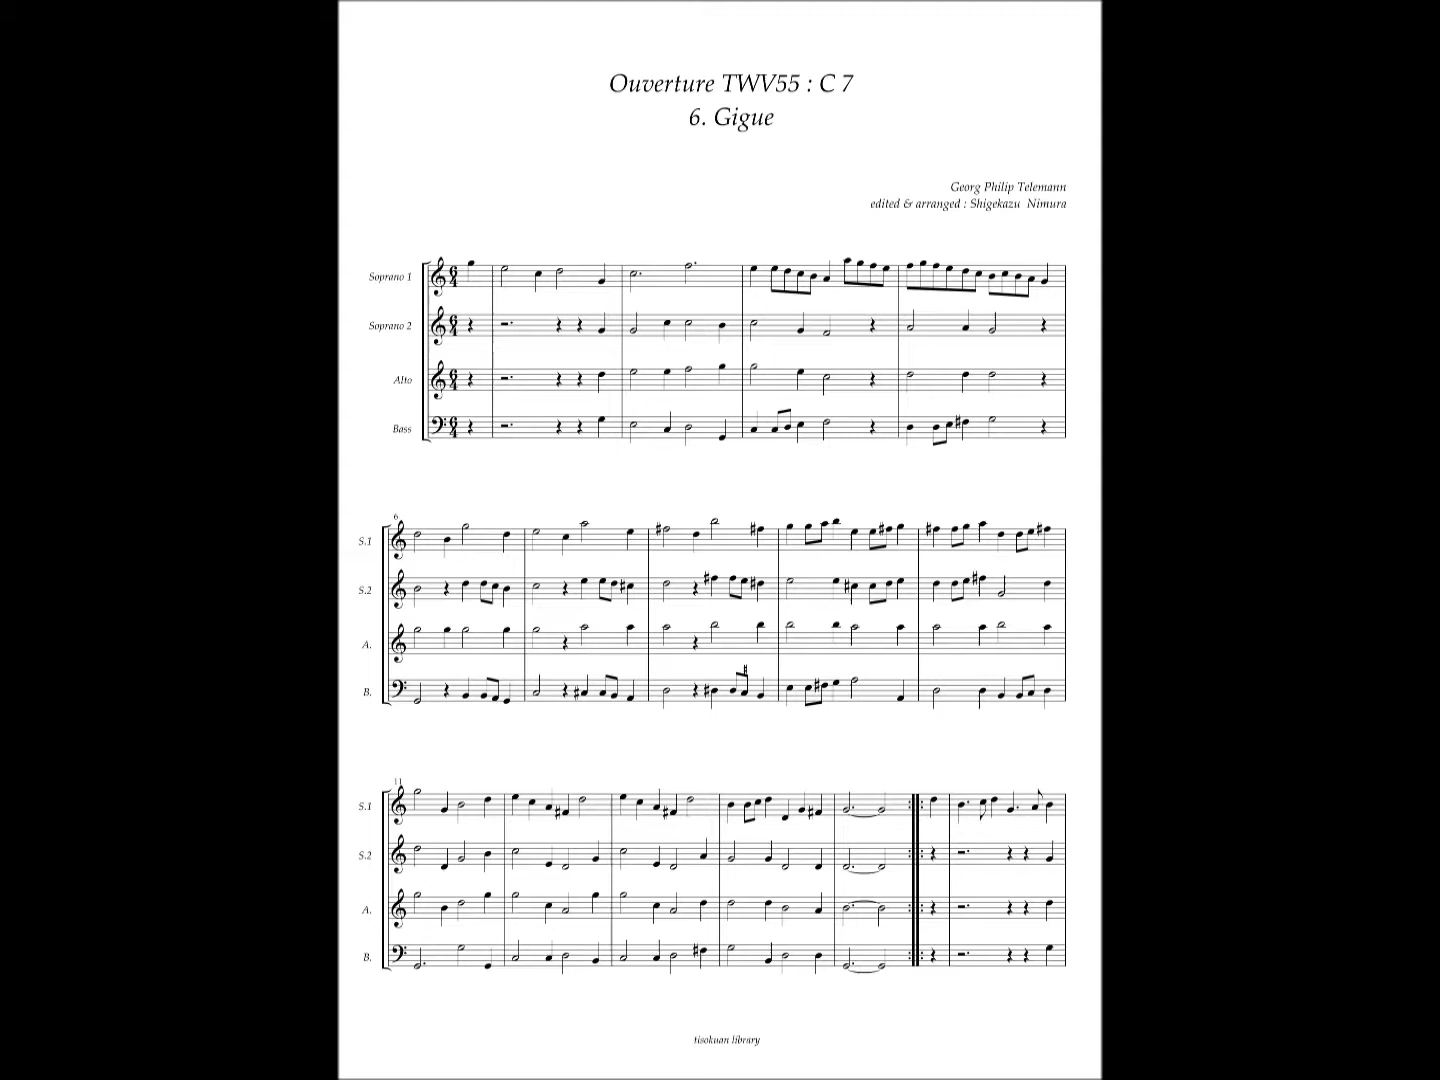 Ouverture TWV55 : C 7
6. Gigue
Georg Philip Telemann
edited & arranged : Shigekazu Nimura
Soprano 1
Soprano 2
Alto
Bass
6
S.1
S.2
A.
B.
11
S.1
S.2
A.
B.
tisokuan library